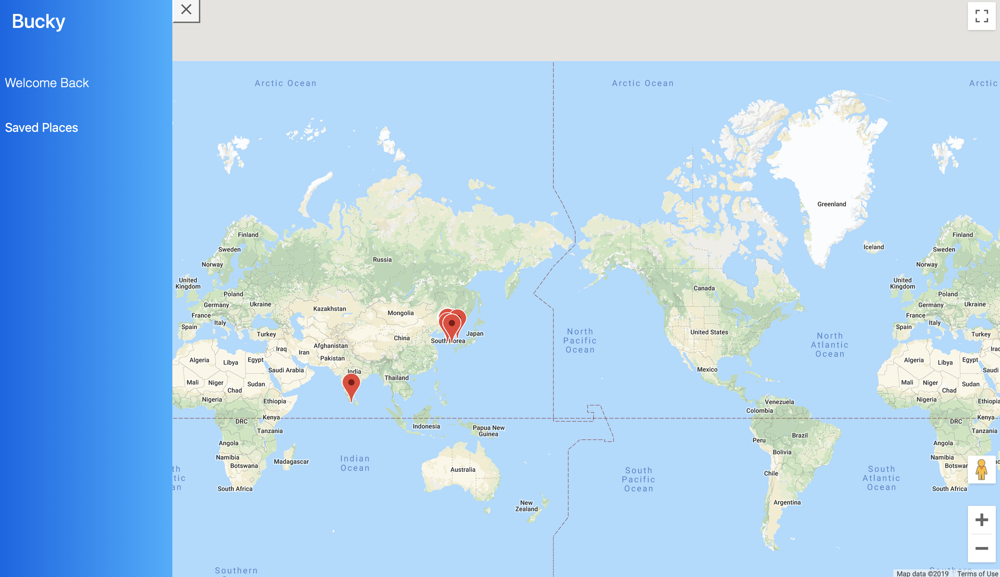 Bucky
Welcome Back
Saved Places
Arctic Ocean
Arctic Ocean
Arctic
Greenland
Finland
Finland
Iceland
Sweden
Sweden
Russia
Norway
Norway
United
Kingdom
United
Kingdom
Canada
Poland
Poland
Germany
Ukraine
Germany
Ukraine
Kazakhstan
Mongolia
France
France
Italy
Italy
Spain
Spain
Turkey
Japan
United States
Turkey
North
Pacific
Ocean
North
Atlantic
Ocean
China
South Korea
Afghanistan
Iraq
Iran
Iraq
Pakistan
Algeria
Libya
Egypt
Algeria
Libya
Egypt
Saudi Arabia
India
Mexico
Saudi
Thailand
Mali
Niger
Sudan
Mali
Niger
Sudan
Chad
Chad
Nigeria
Ethiopia
Venezuela
Nigeria
Ethiopia
Colombia
Kenya
Kenya
DRC
DRC
Indonesia
Papua New
Guinea
Tanzania
Tanzania
Brazil
Peru
Angola
Angola
Bolivia
Namibia
Namibia
Indian
Ocean
Madagascar
Botswana
Botswar
ad
th
tic
an
Australia
South
Pacific
Ocean
Chile
South
Atlantic
Ocean
South Africa
South Africa
New
Zealand
Argentina
Southern
Southern
Map data ©2019
Terms of Use